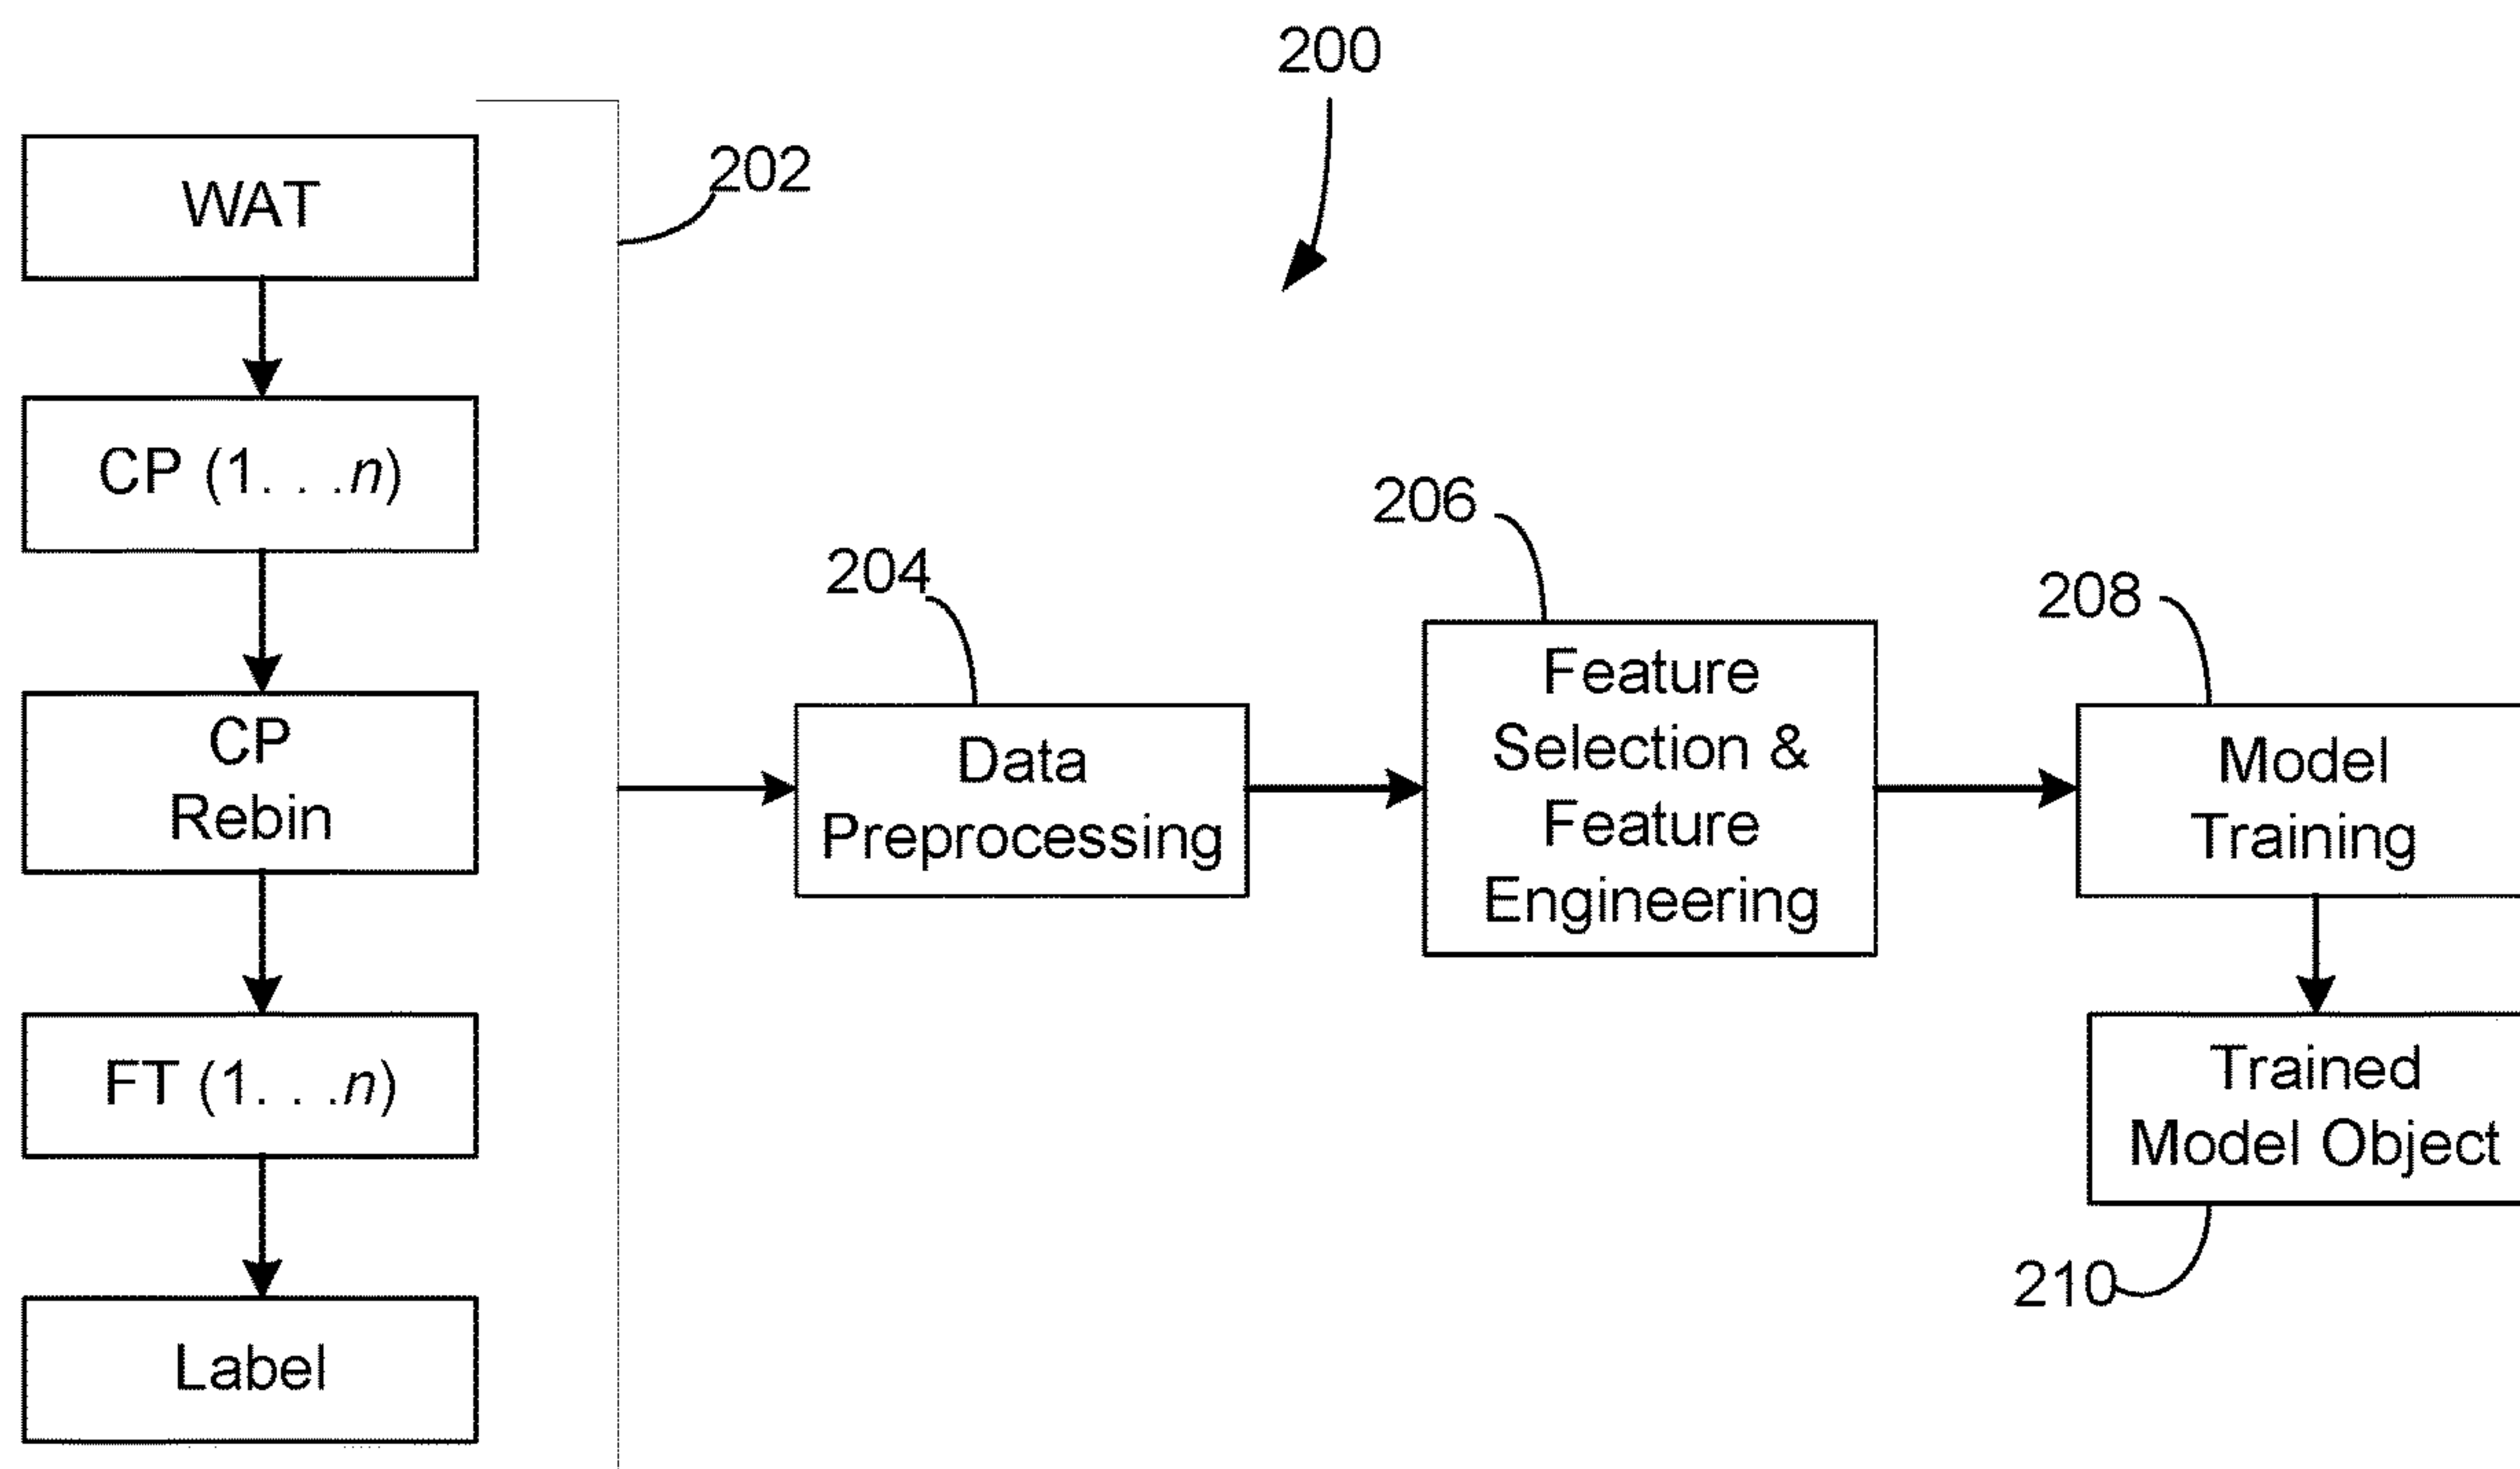 200
WAT
202
CP (1. . .n)
206
204
208
CP
Rebin
Data
Preprocessing
Feature
Selection &
Feature
Engineering
Model
Training
FT (1. . .n)
Trained
Model Object
210
Label